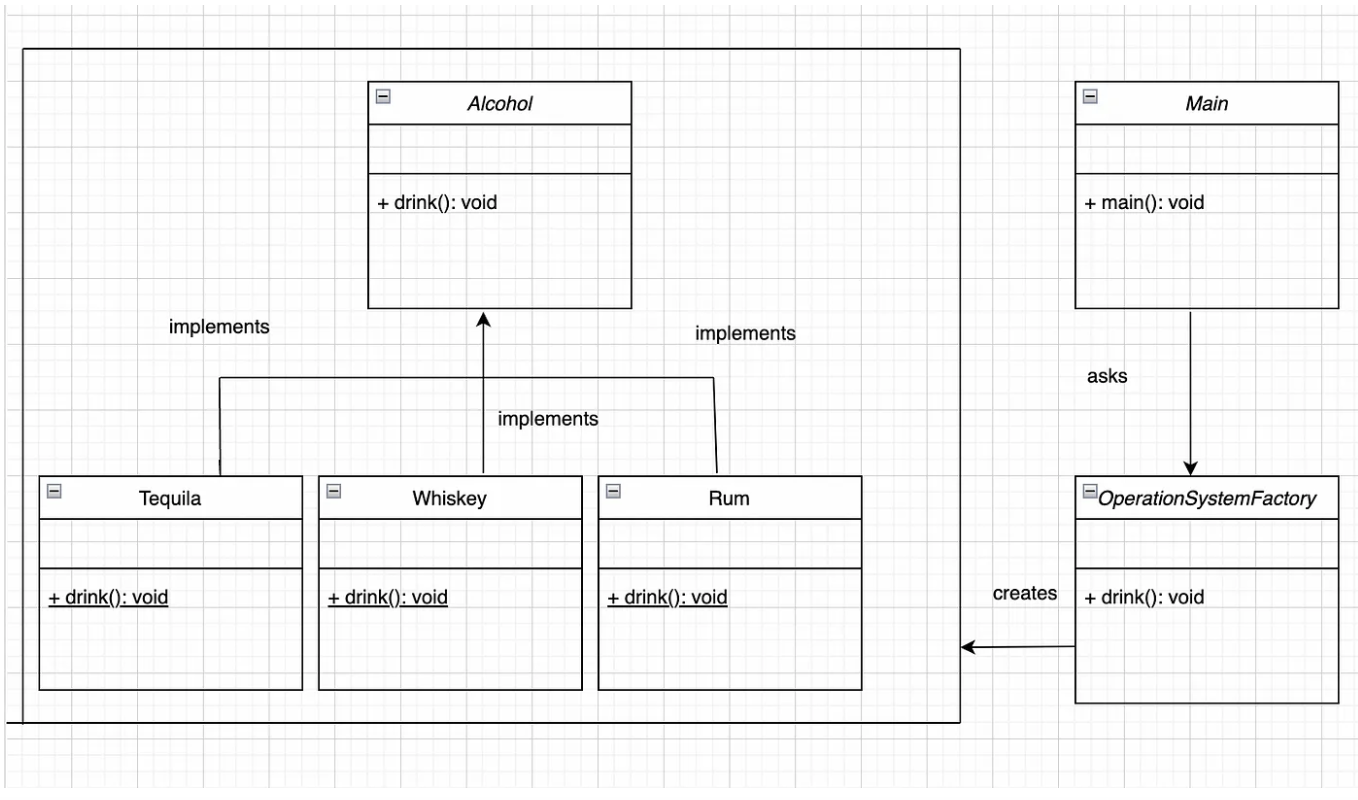 Alcohol
+ drink(): void
Main
+ main(): void
implements
implements
implements
asks
Tequila
+ drink(): void
Whiskey
+ drink(): void
Rum
+ drink(): void
creates
OperationSystemFactory
+ drink(): void